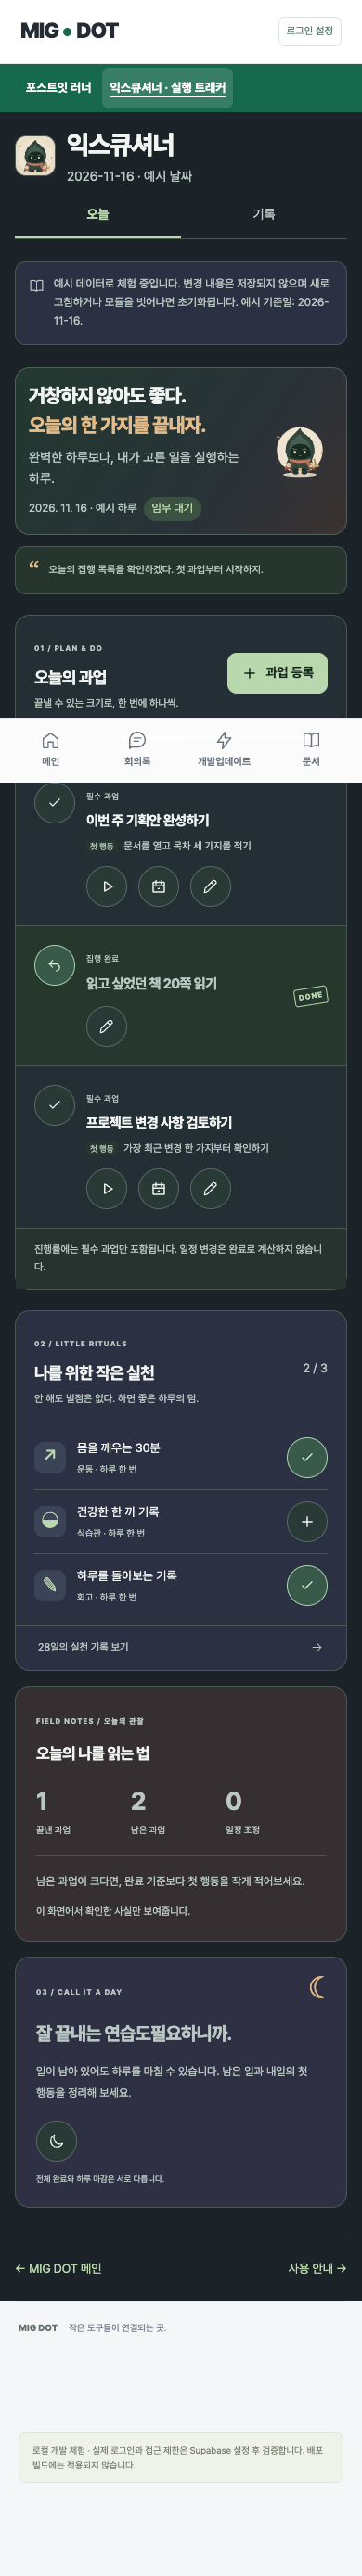 MIG DOT
로그인 설정
포스트잇 러너
익스큐셔너 · 실행 트래커
익스큐셔너
2026-11-16 · 예시 날짜
오늘
기록
예시 데이터로 체험 중입니다. 변경 내용은 저장되지 않으며 새로
고침하거나 모듈을 벗어나면 초기화됩니다. 예시 기준일: 2026-
11-16.
거창하지 않아도 좋다.
오늘의 한 가지를 끝내자.
완벽한 하루보다, 내가 고른 일을 실행하는
하루.
2026. 11. 16 · 예시 하루
임무 대기
“ 오늘의 집행 목록을 확인하겠다. 첫 과업부터 시작하지.
01 / PLAN & DO
오늘의 과업
끝낼 수 있는 크기로, 한 번에 하나씩.
+ 과업 등록
메인
회의록
개발업데이트
문서
필수 과업
이번 주 기획안 완성하기
첫 행동 문서를 열고 목차 세 가지를 적기
집행 완료
읽고 싶었던 책 20쪽 읽기
DONE
필수 과업
프로젝트 변경 사항 검토하기
첫 행동 가장 최근 변경 한 가지부터 확인하기
진행률에는 필수 과업만 포함됩니다. 일정 변경은 완료로 계산하지 않습니
다.
02 / LITTLE RITUALS
나를 위한 작은 실천
2 / 3
안 해도 벌점은 없다. 하면 좋은 하루의 덤.
몸을 깨우는 30분
운동 · 하루 한 번
건강한 한 끼 기록
식습관 · 하루 한 번
하루를 돌아보는 기록
회고 · 하루 한 번
28일의 실천 기록 보기 →
FIELD NOTES / 오늘의 관찰
오늘의 나를 읽는 법
1
2
0
끝낸 과업
남은 과업
일정 조정
남은 과업이 크다면, 완료 기준보다 첫 행동을 작게 적어보세요.
이 화면에서 확인한 사실만 보여줍니다.
03 / CALL IT A DAY
잘 끝내는 연습도필요하니까.
일이 남아 있어도 하루를 마칠 수 있습니다. 남은 일과 내일의 첫
행동을 정리해 보세요.
전체 완료와 하루 마감은 서로 다릅니다.
← MIG DOT 메인
사용 안내 →
MIG DOT 작은 도구들이 연결되는 곳.
로컬 개발 체험 · 실제 로그인과 접근 제한은 Supabase 설정 후 검증합니다. 배포
빌드에는 적용되지 않습니다.